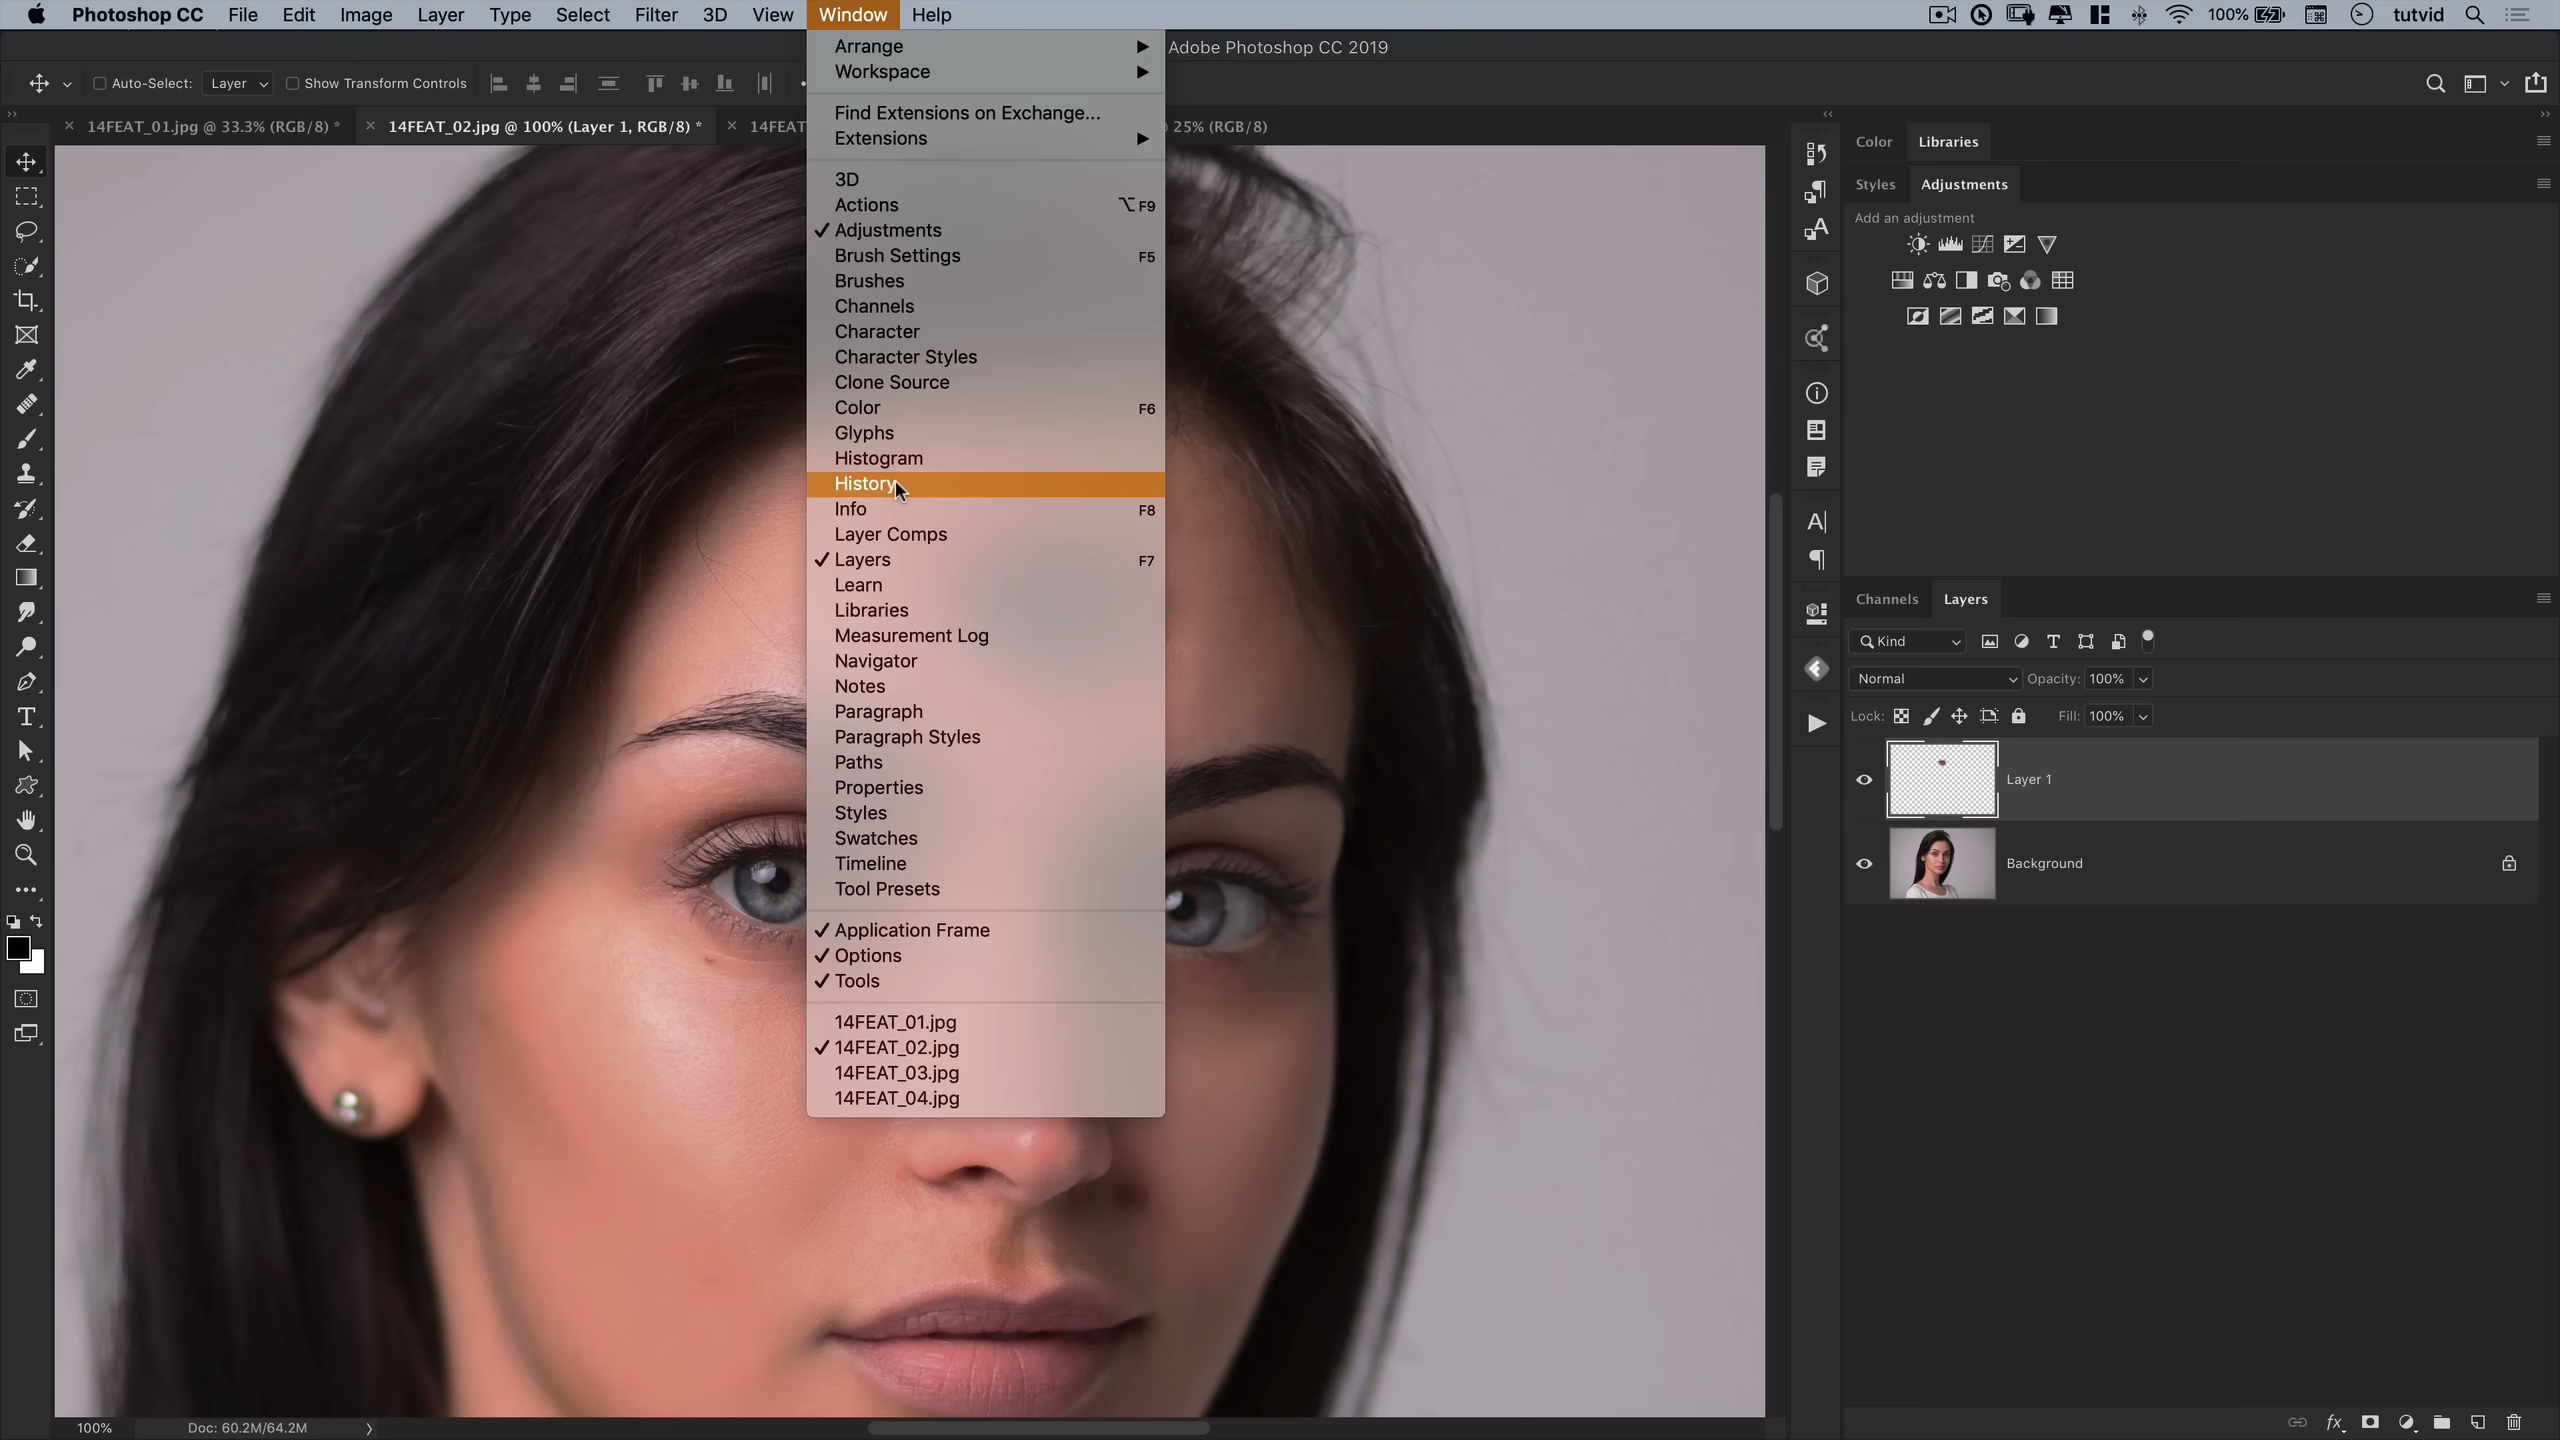 Photoshop CC File Edit Image Layer Type Select Filter 3D View Window Help 100% tutvid
Adobe Photoshop CC 2019
Auto-Select: Layer Show Transform Controls
14FEAT_01.jpg @ 33.3% (RGB/8) * 14FEAT_02.jpg @ 100% (Layer 1, RGB/8) * 14FEAT 25% (RGB/8)
Arrange
Workspace
Find Extensions on Exchange...
Extensions
3D
Actions ⌥F9
Adjustments
Brush Settings F5
Brushes
Channels
Character
Character Styles
Clone Source
Color F6
Glyphs
Histogram
History
Info F8
Layer Comps
Layers F7
Learn
Libraries
Measurement Log
Navigator
Notes
Paragraph
Paragraph Styles
Paths
Properties
Styles
Swatches
Timeline
Tool Presets
Application Frame
Options
Tools
14FEAT_01.jpg
14FEAT_02.jpg
14FEAT_03.jpg
14FEAT_04.jpg
Color Libraries
Styles Adjustments
Add an adjustment
Channels Layers
Kind
Normal Opacity: 100%
Lock: Fill: 100%
Layer 1
Background
100% Doc: 60.2M/64.2M